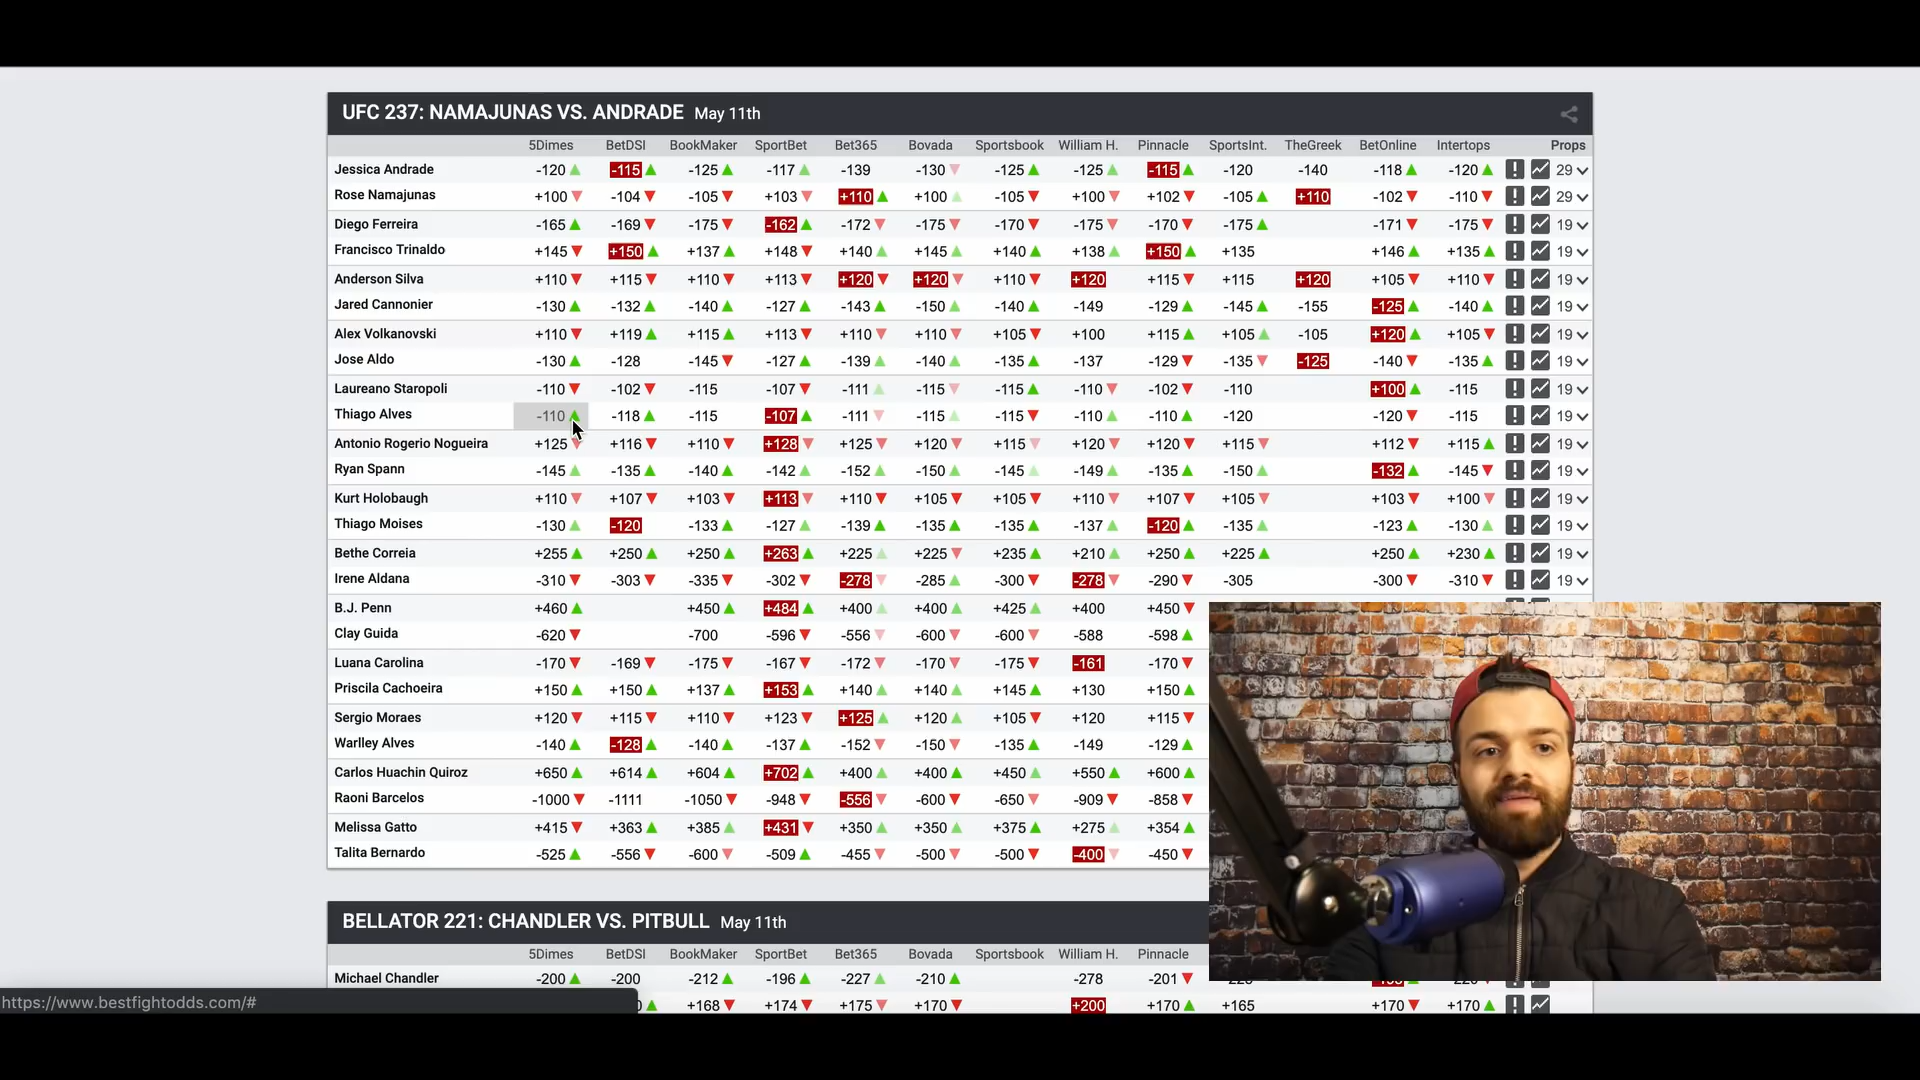 UFC 237: NAMAJUNAS VS. ANDRADE May 11th
5Dimes BetDSI BookMaker SportBet Bet365 Bovada Sportsbook William H. Pinnacle SportsInt. TheGreek BetOnline Intertops Props
Jessica Andrade -120 -115 -125 -117 -139 -130 -125 -125 -115 -120 -140 -118 -120 29
Rose Namajunas +100 -104 -105 +103 +110 +100 -105 +100 +102 -105 +110 -102 -110 29
Diego Ferreira -165 -169 -175 -162 -172 -175 -170 -175 -170 -175 -171 -175 19
Francisco Trinaldo +145 +150 +137 +148 +140 +145 +140 +138 +150 +135 +146 +135 19
Anderson Silva +110 +115 +110 +113 +120 +120 +110 +120 +115 +115 +120 +105 +110 19
Jared Cannonier -130 -132 -140 -127 -143 -150 -140 -149 -129 -145 -155 -125 -140 19
Alex Volkanovski +110 +119 +115 +113 +110 +110 +105 +100 +115 +105 -105 +120 +105 19
Jose Aldo -130 -128 -145 -127 -139 -140 -135 -137 -129 -135 -125 -140 -135 19
Laureano Staropoli -110 -102 -115 -107 -111 -115 -115 -110 -102 -110 +100 -115 19
Thiago Alves -110 -118 -115 -107 -111 -115 -115 -110 -110 -120 -120 -115 19
Antonio Rogerio Nogueira +125 +116 +110 +128 +125 +120 +115 +120 +120 +115 +112 +115 19
Ryan Spann -145 -135 -140 -142 -152 -150 -145 -149 -135 -150 -132 -145 19
Kurt Holobaugh +110 +107 +103 +113 +110 +105 +105 +110 +107 +105 +103 +100 19
Thiago Moises -130 -120 -133 -127 -139 -135 -135 -137 -120 -135 -123 -130 19
Bethe Correia +255 +250 +250 +263 +225 +225 +235 +210 +250 +225 +250 +230 19
Irene Aldana -310 -303 -335 -302 -278 -285 -300 -278 -290 -305 -300 -310 19
B.J. Penn +460 +450 +484 +400 +400 +425 +400 +450
Clay Guida -620 -700 -596 -556 -600 -600 -588 -598
Luana Carolina -170 -169 -175 -167 -172 -170 -175 -161 -170
Priscila Cachoeira +150 +150 +137 +153 +140 +140 +145 +130 +150
Sergio Moraes +120 +115 +110 +123 +125 +120 +105 +120 +115
Warlley Alves -140 -128 -140 -137 -152 -150 -135 -149 -129
Carlos Huachin Quiroz +650 +614 +604 +702 +400 +400 +450 +550 +600
Raoni Barcelos -1000 -1111 -1050 -948 -556 -600 -650 -909 -858
Melissa Gatto +415 +363 +385 +431 +350 +350 +375 +275 +354
Talita Bernardo -525 -556 -600 -509 -455 -500 -500 -400 -450
BELLATOR 221: CHANDLER VS. PITBULL May 11th
5Dimes BetDSI BookMaker SportBet Bet365 Bovada Sportsbook William H. Pinnacle
Michael Chandler -200 -200 -212 -196 -227 -210 -278 -201
+168 +174 +175 +170 +200 +170 +165 +170 +170
https://www.bestfightodds.com/#